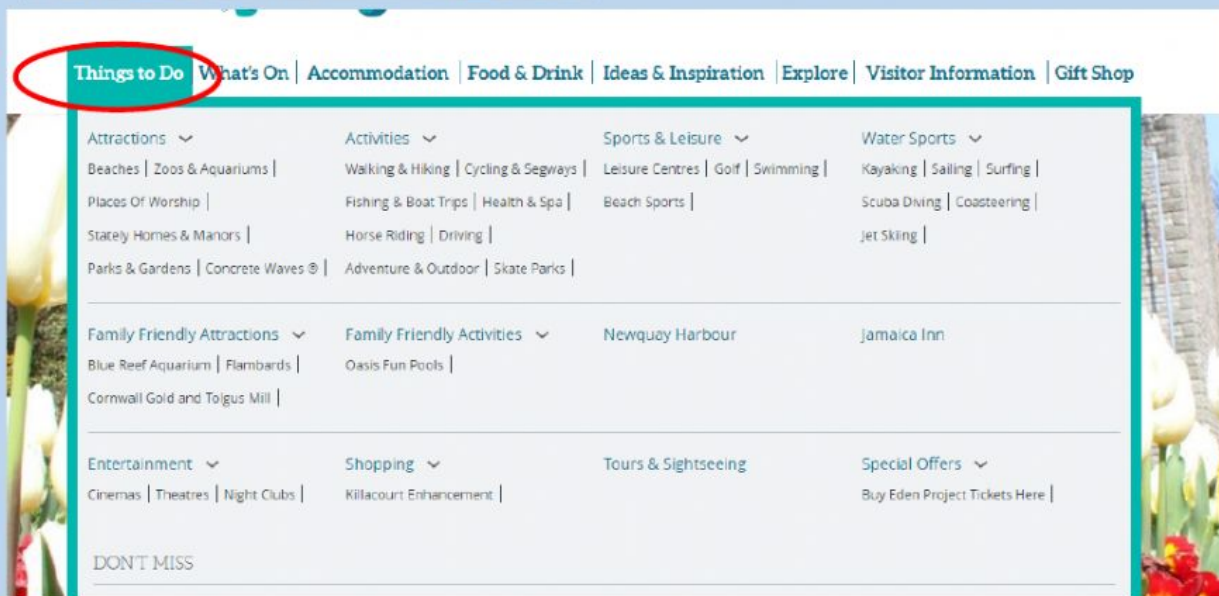 Things to Do | What's On | Accommodation | Food & Drink | Ideas & Inspiration | Explore | Visitor Information | Gift Shop
Attractions
Beaches | Zoos & Aquariums |
Places Of Worship |
Stately Homes & Manors |
Parks & Gardens | Concrete Waves ® |
Activities
Walking & Hiking | Cycling & Segways |
Fishing & Boat Trips | Health & Spa |
Horse Riding | Driving |
Adventure & Outdoor | Skate Parks |
Sports & Leisure
Leisure Centres | Golf | Swimming |
Beach Sports |
Water Sports
Kayaking | Sailing | Surfing |
Scuba Diving | Coasteering |
Jet Skiing |
Family Friendly Attractions
Blue Reef Aquarium | Flambards |
Cornwall Gold and Tolgus Mill |
Family Friendly Activities
Oasis Fun Pools |
Newquay Harbour
Jamaica Inn
Entertainment
Cinemas | Theatres | Night Clubs |
Shopping
Killacourt Enhancement |
Tours & Sightseeing
Special Offers
Buy Eden Project Tickets Here |
DON'T MISS